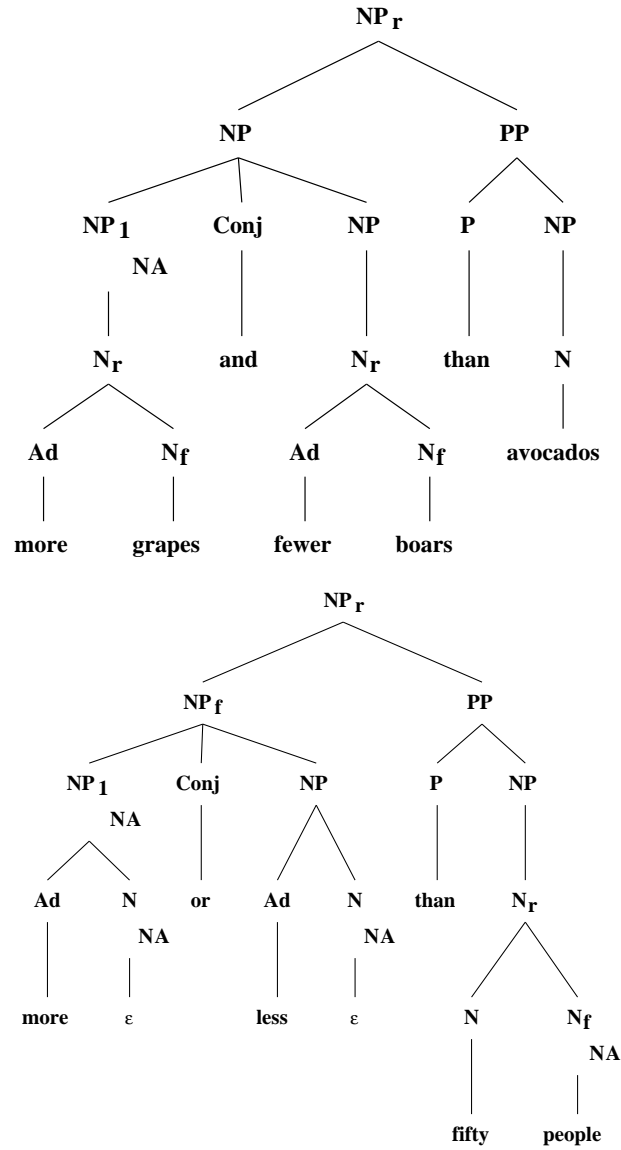 NP r
NP PP
NP 1 Conj NP P NP
NA
N r and N r than N
Ad N f Ad N f avocados
more grapes fewer boars
NP r
NP f PP
NP 1 Conj NP P NP
NA
Ad N or Ad N than N r
NA NA
more ε less ε N N f
NA
fifty people